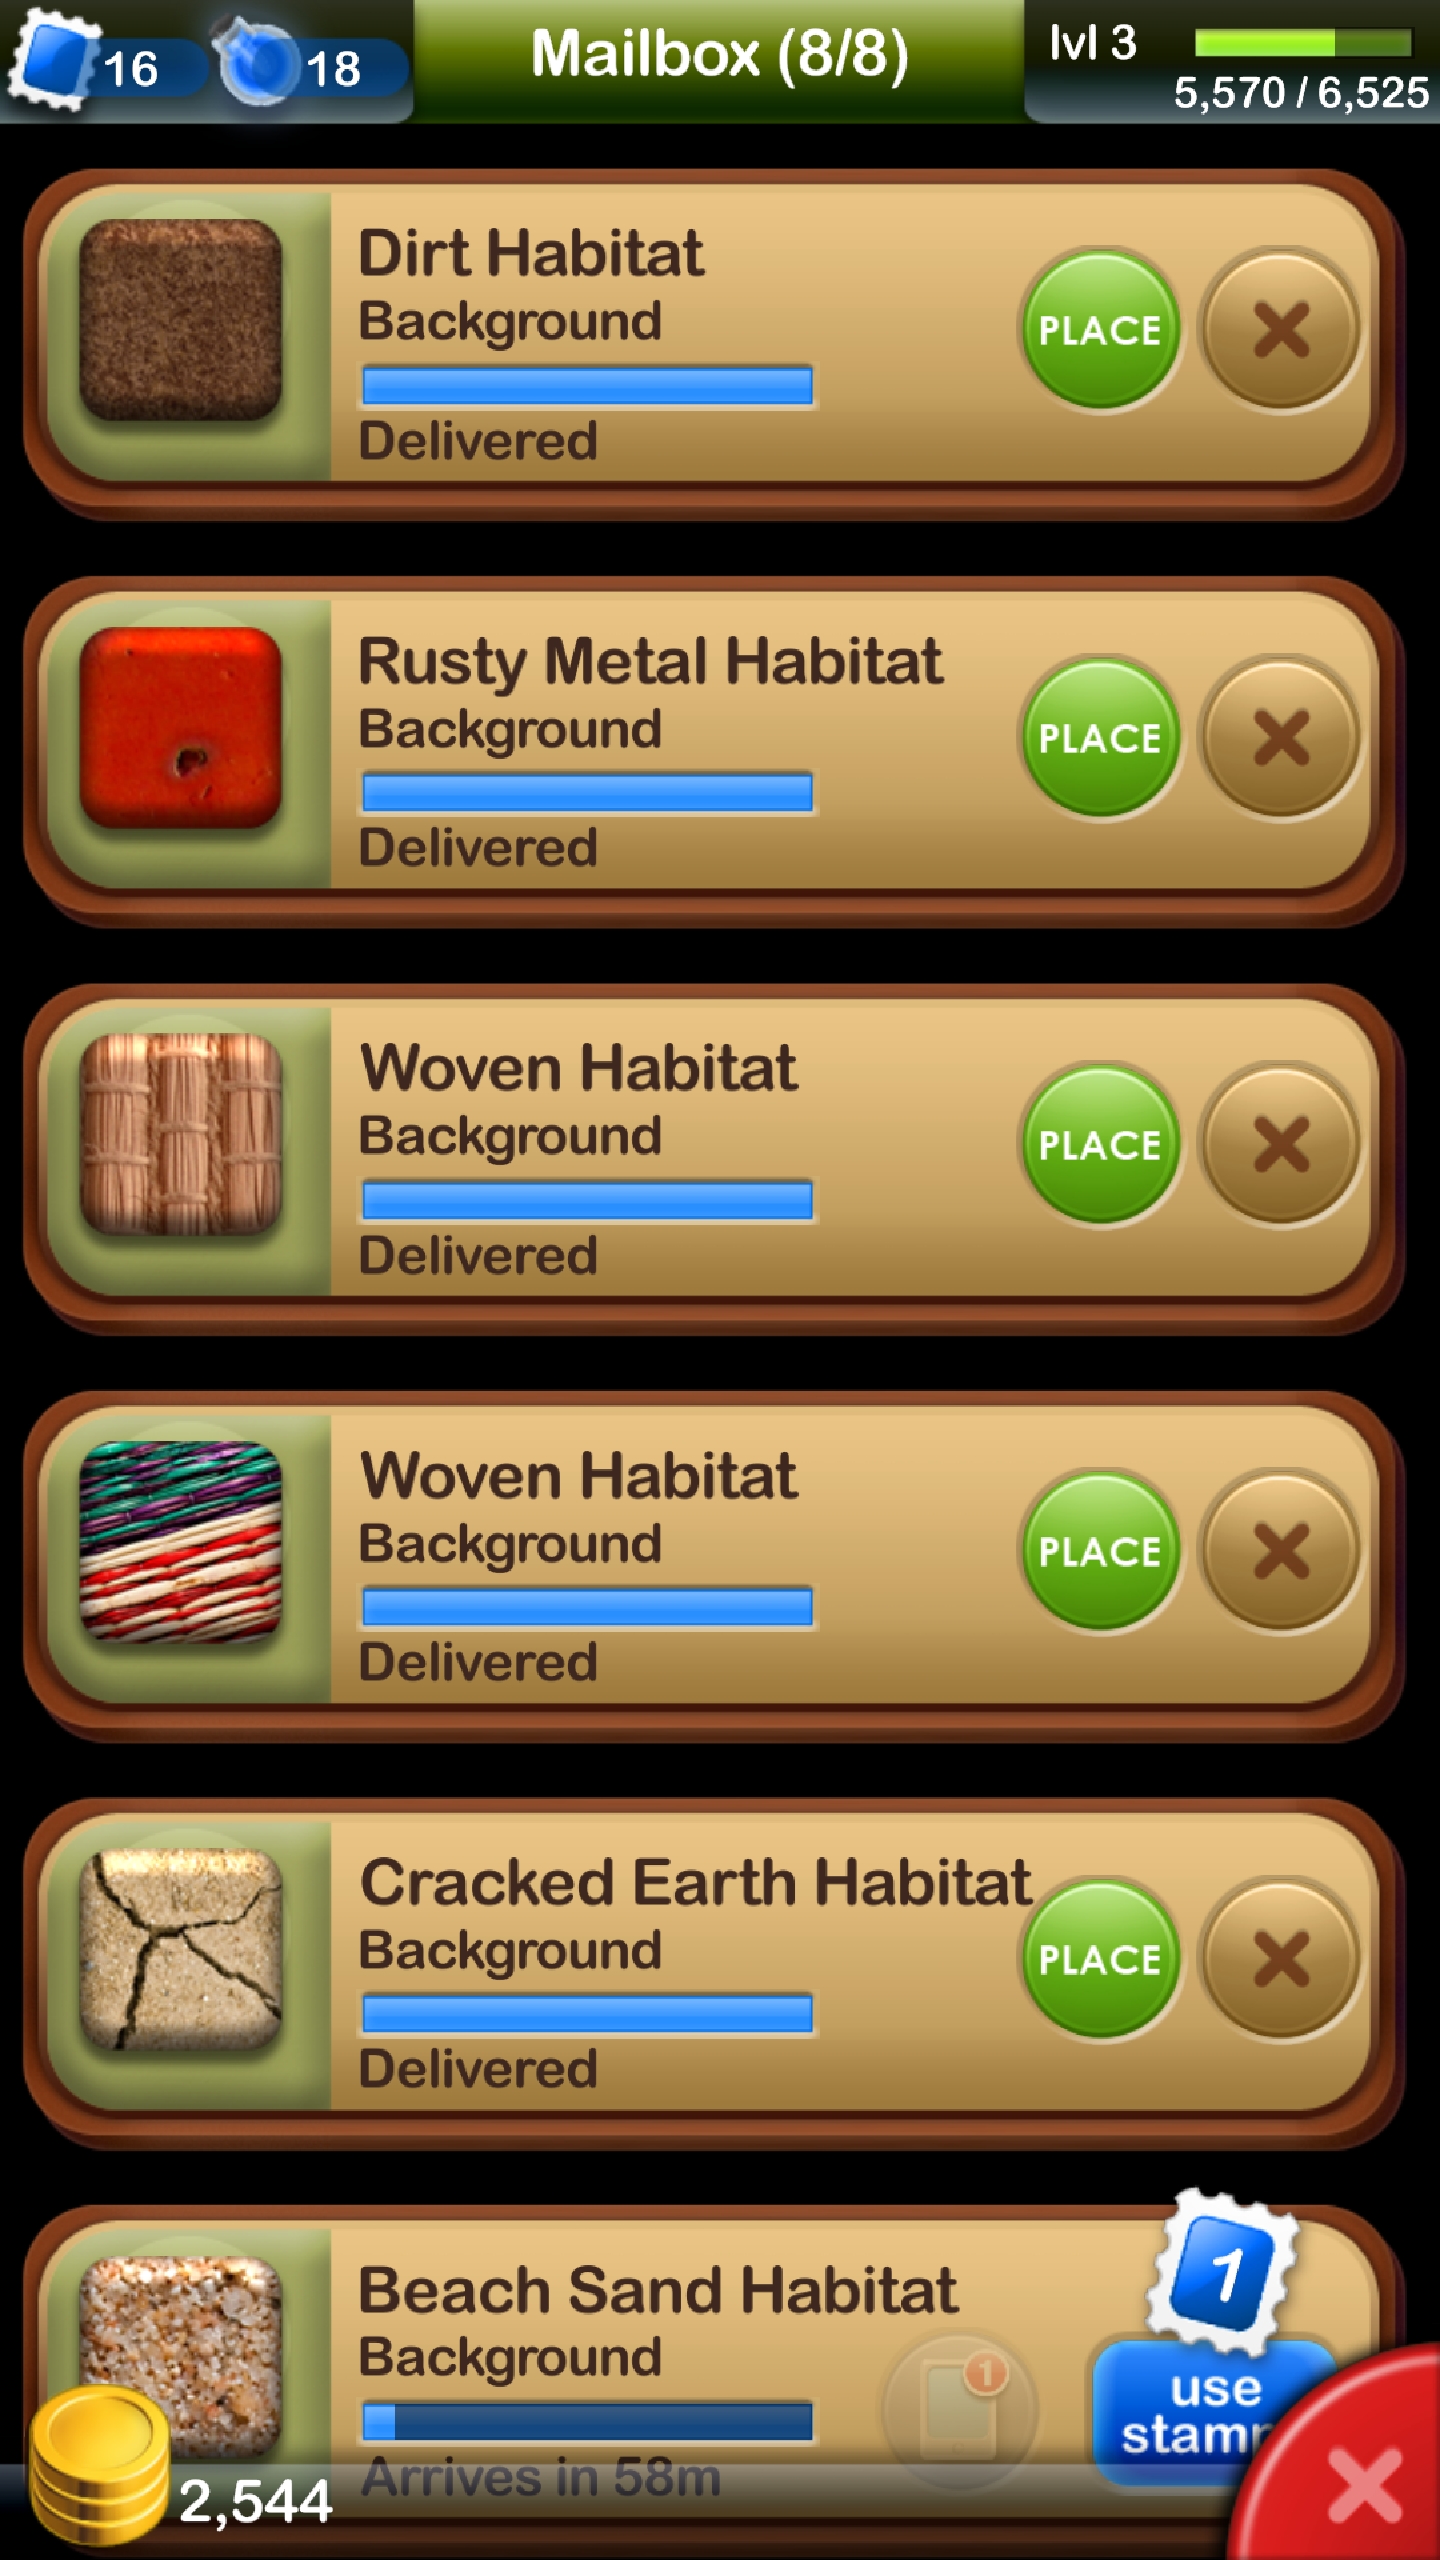 16
18
Mailbox (8/8)
lvl 3
5,570 / 6,525
Dirt Habitat
Background
Delivered
PLACE
Rusty Metal Habitat
Background
Delivered
PLACE
Woven Habitat
Background
Delivered
PLACE
Woven Habitat
Background
Delivered
PLACE
Cracked Earth Habitat
Background
Delivered
PLACE
Beach Sand Habitat
Background
Arrives in 58m
1
1
use
2,544